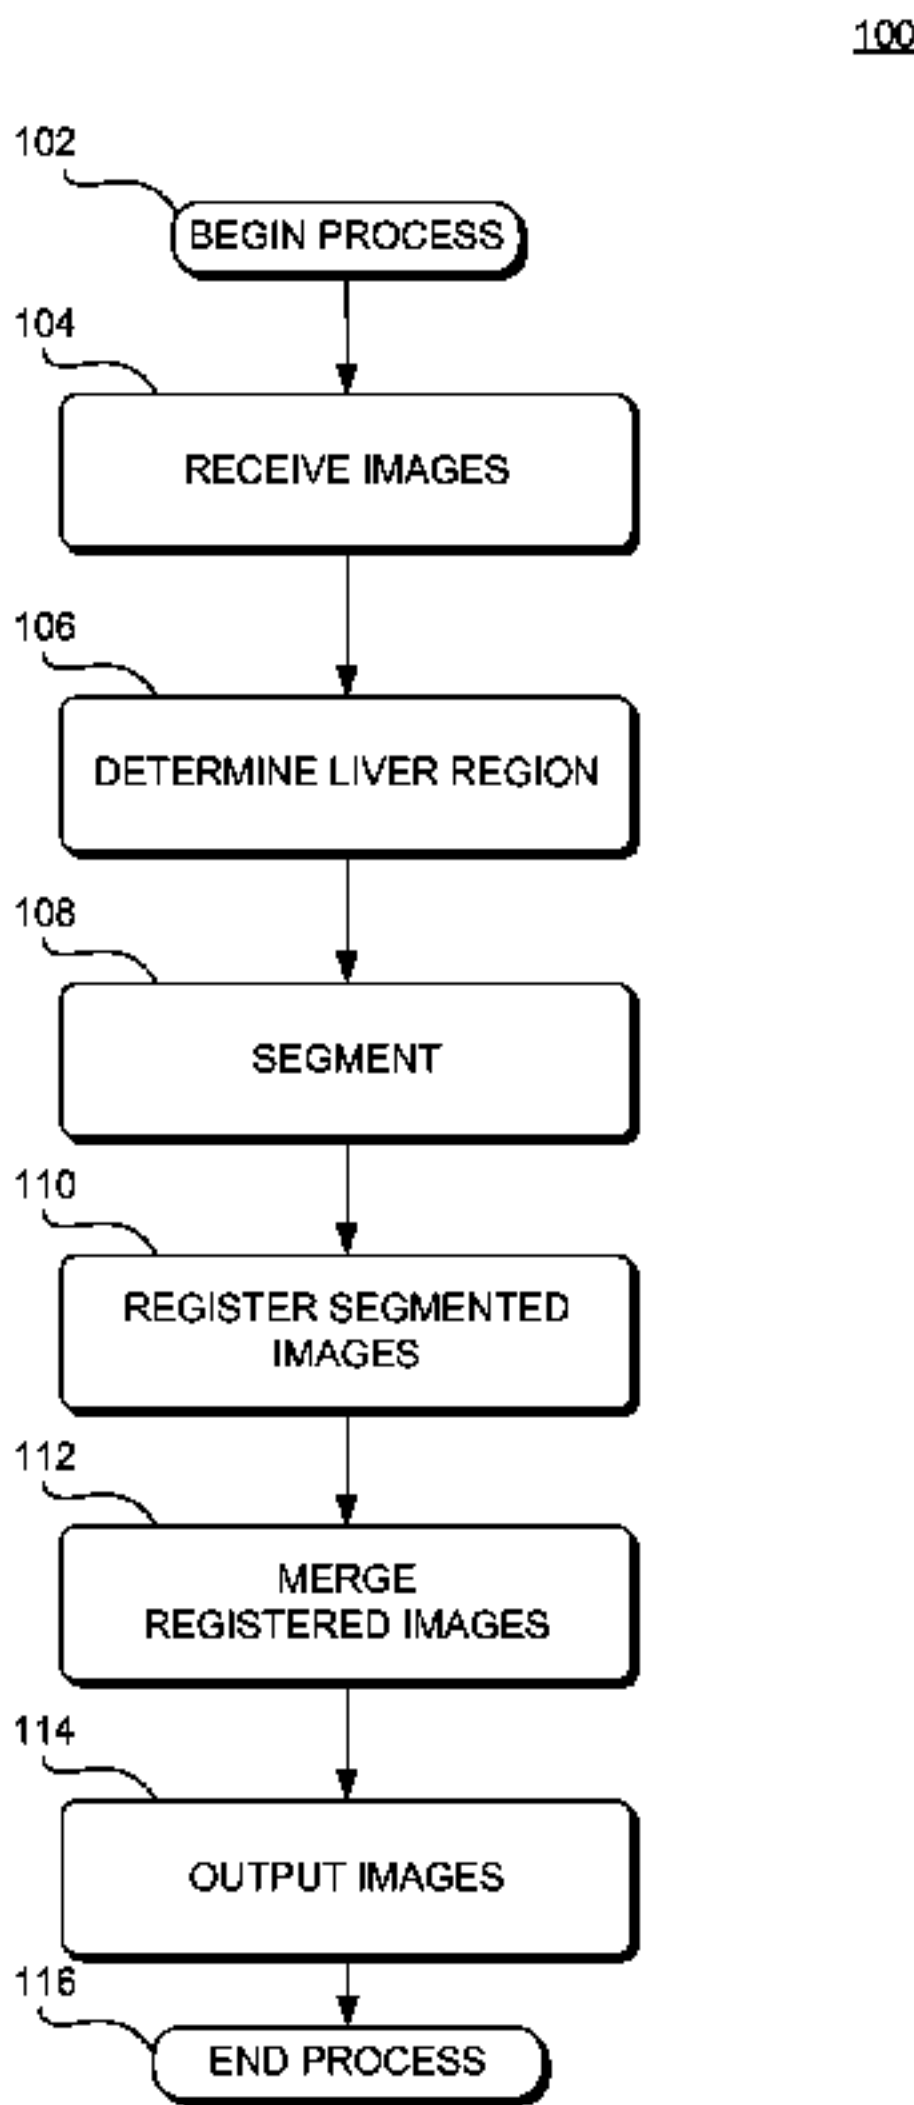 100
102
BEGIN PROCESS
104
RECEIVE IMAGES
106
DETERMINE LIVER REGION
108
SEGMENT
110
REGISTER SEGMENTED
IMAGES
112
MERGE
REGISTERED IMAGES
114
OUTPUT IMAGES
116
END PROCESS